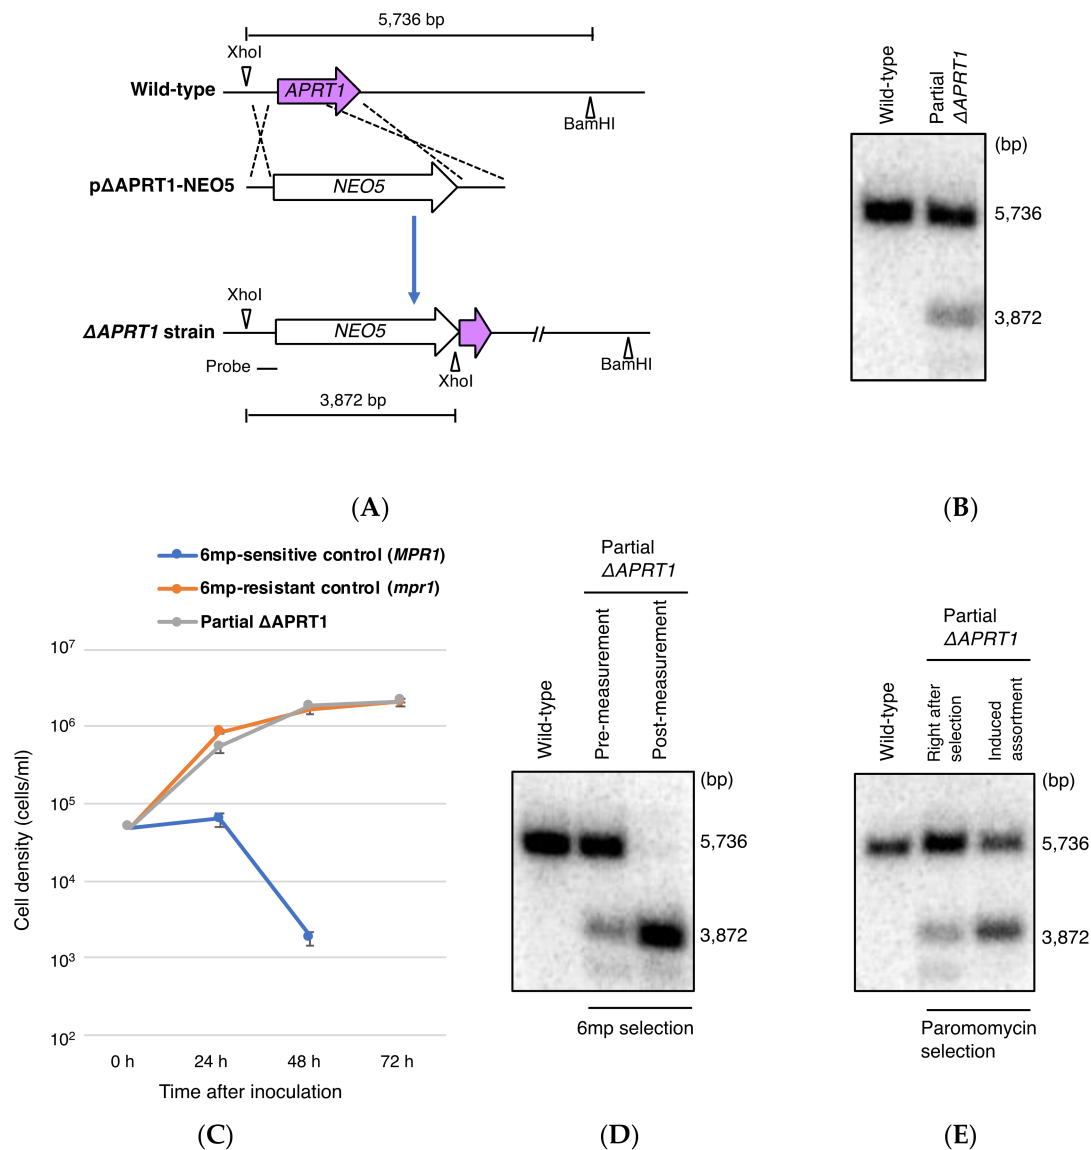 5,736 bp
XhoI
Wild-type
APRT1
BamHI
pΔAPRT1-NEO5
NEO5
XhoI
ΔAPRT1 strain
NEO5
Probe
XhoI
BamHI
3,872 bp
(A)
Wild-type
Partial
ΔAPRT1
(bp)
5,736
3,872
(B)
6mp-sensitive control (MPR1)
6mp-resistant control (mpr1)
Partial ΔAPRT1
Cell density (cells/ml)
10⁷
10⁶
10⁵
10⁴
10³
10²
0 h
24 h
48 h
72 h
Time after inoculation
(C)
Partial
ΔAPRT1
Wild-type
Pre-measurement
Post-measurement
(bp)
5,736
3,872
6mp selection
(D)
Partial
ΔAPRT1
Wild-type
Right after
selection
Induced
assortment
(bp)
5,736
3,872
Paromomycin
selection
(E)